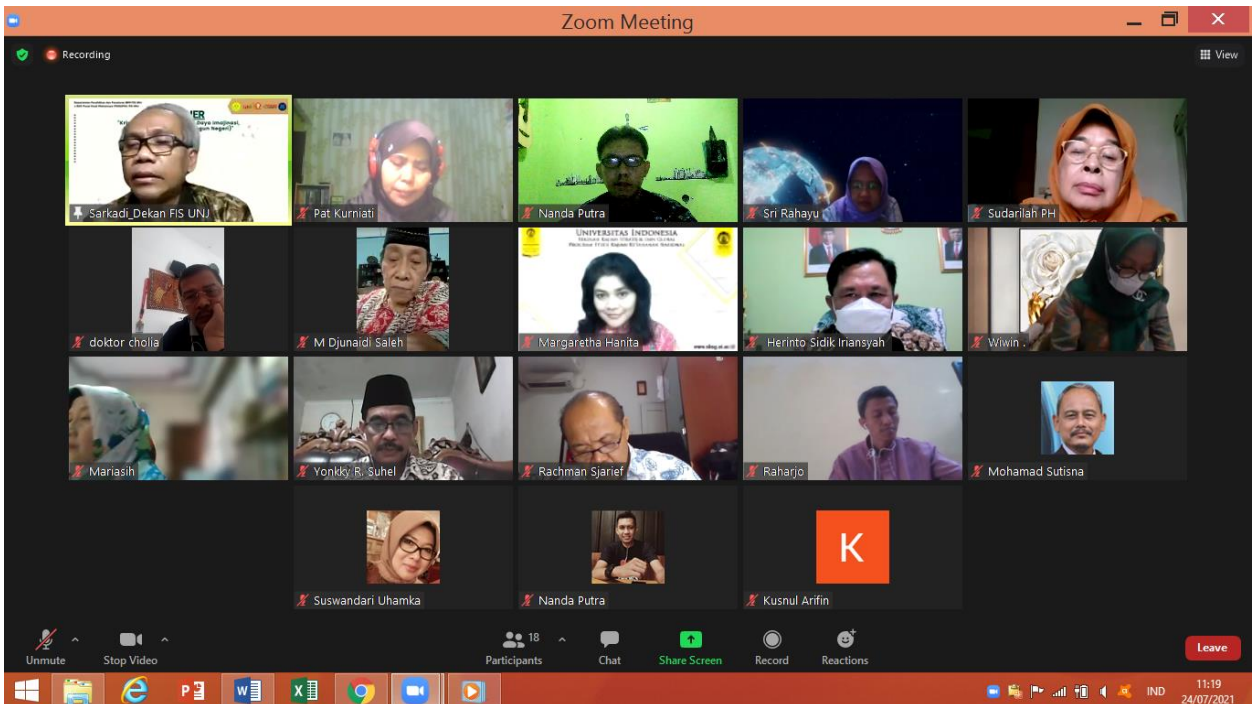 Zoom Meeting
Recording
View
Sarkadi_Dekan FIS UNJ
Pat Kurniati
Nanda Putra
Sri Rahayu
Sudarilah PH
UNIVERSITAS INDONESIA
doktor cholia
M Djunaidi Saleh
Margaretha Hanita
Herinto Sidik Iriansyah
Wiwin .
Mariasih
Yonkky R. Suhel
Rachman Sjarief
Raharjo
Mohamad Sutisna
K
Suswandari Uhamka
Nanda Putra
Kusnul Arifin
Unmute
Stop Video
18
Participants
Chat
Share Screen
Record
Reactions
Leave
IND
11:19
24/07/2021